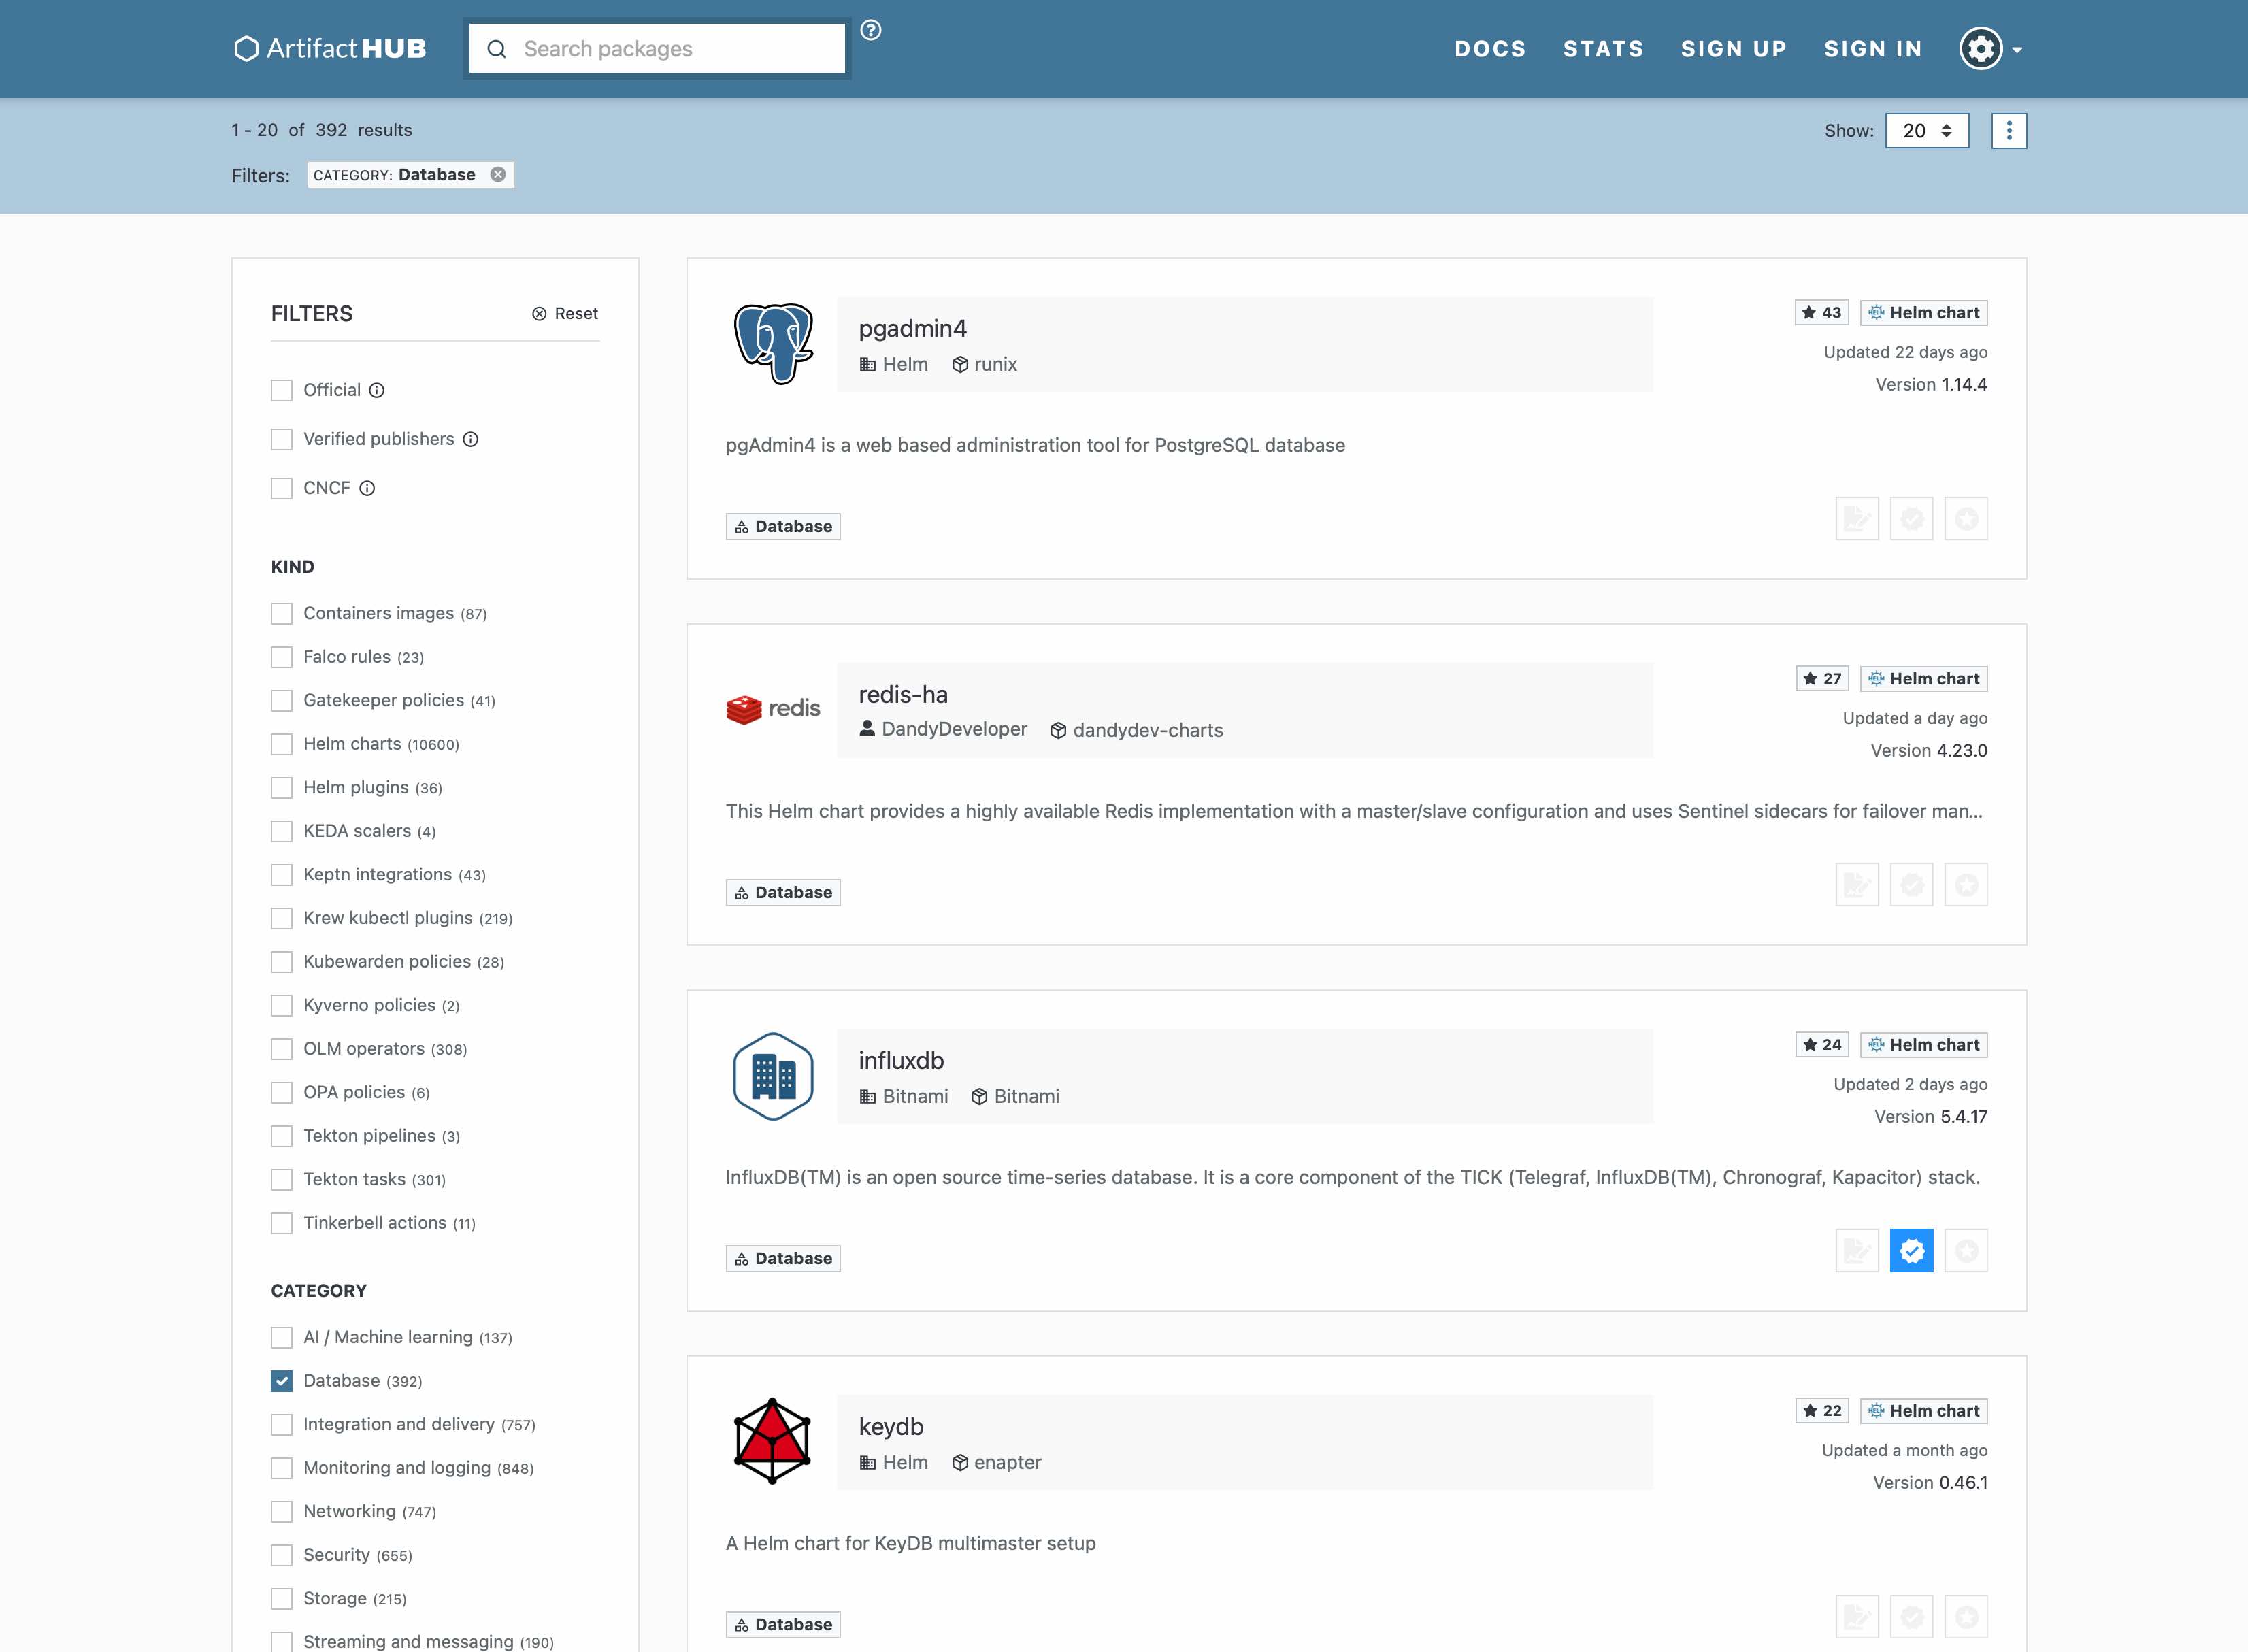 ArtifactHUB
Search packages
DOCS STATS SIGN UP SIGN IN
1 - 20 of 392 results
Show: 20
Filters: CATEGORY: Database
FILTERS
Reset
Official
Verified publishers
CNCF
KIND
Containers images (87)
Falco rules (23)
Gatekeeper policies (41)
Helm charts (10600)
Helm plugins (36)
KEDA scalers (4)
Keptn integrations (43)
Krew kubectl plugins (219)
Kubewarden policies (28)
Kyverno policies (2)
OLM operators (308)
OPA policies (6)
Tekton pipelines (3)
Tekton tasks (301)
Tinkerbell actions (11)
CATEGORY
AI / Machine learning (137)
Database (392)
Integration and delivery (757)
Monitoring and logging (848)
Networking (747)
Security (655)
Storage (215)
Streaming and messaging (190)
pgadmin4
Helm runix
43 HELM Helm chart
Updated 22 days ago
Version 1.14.4
pgAdmin4 is a web based administration tool for PostgreSQL database
Database
redis
redis-ha
DandyDeveloper dandydev-charts
27 HELM Helm chart
Updated a day ago
Version 4.23.0
This Helm chart provides a highly available Redis implementation with a master/slave configuration and uses Sentinel sidecars for failover man...
Database
influxdb
Bitnami Bitnami
24 HELM Helm chart
Updated 2 days ago
Version 5.4.17
InfluxDB(TM) is an open source time-series database. It is a core component of the TICK (Telegraf, InfluxDB(TM), Chronograf, Kapacitor) stack.
Database
keydb
Helm enapter
22 HELM Helm chart
Updated a month ago
Version 0.46.1
A Helm chart for KeyDB multimaster setup
Database